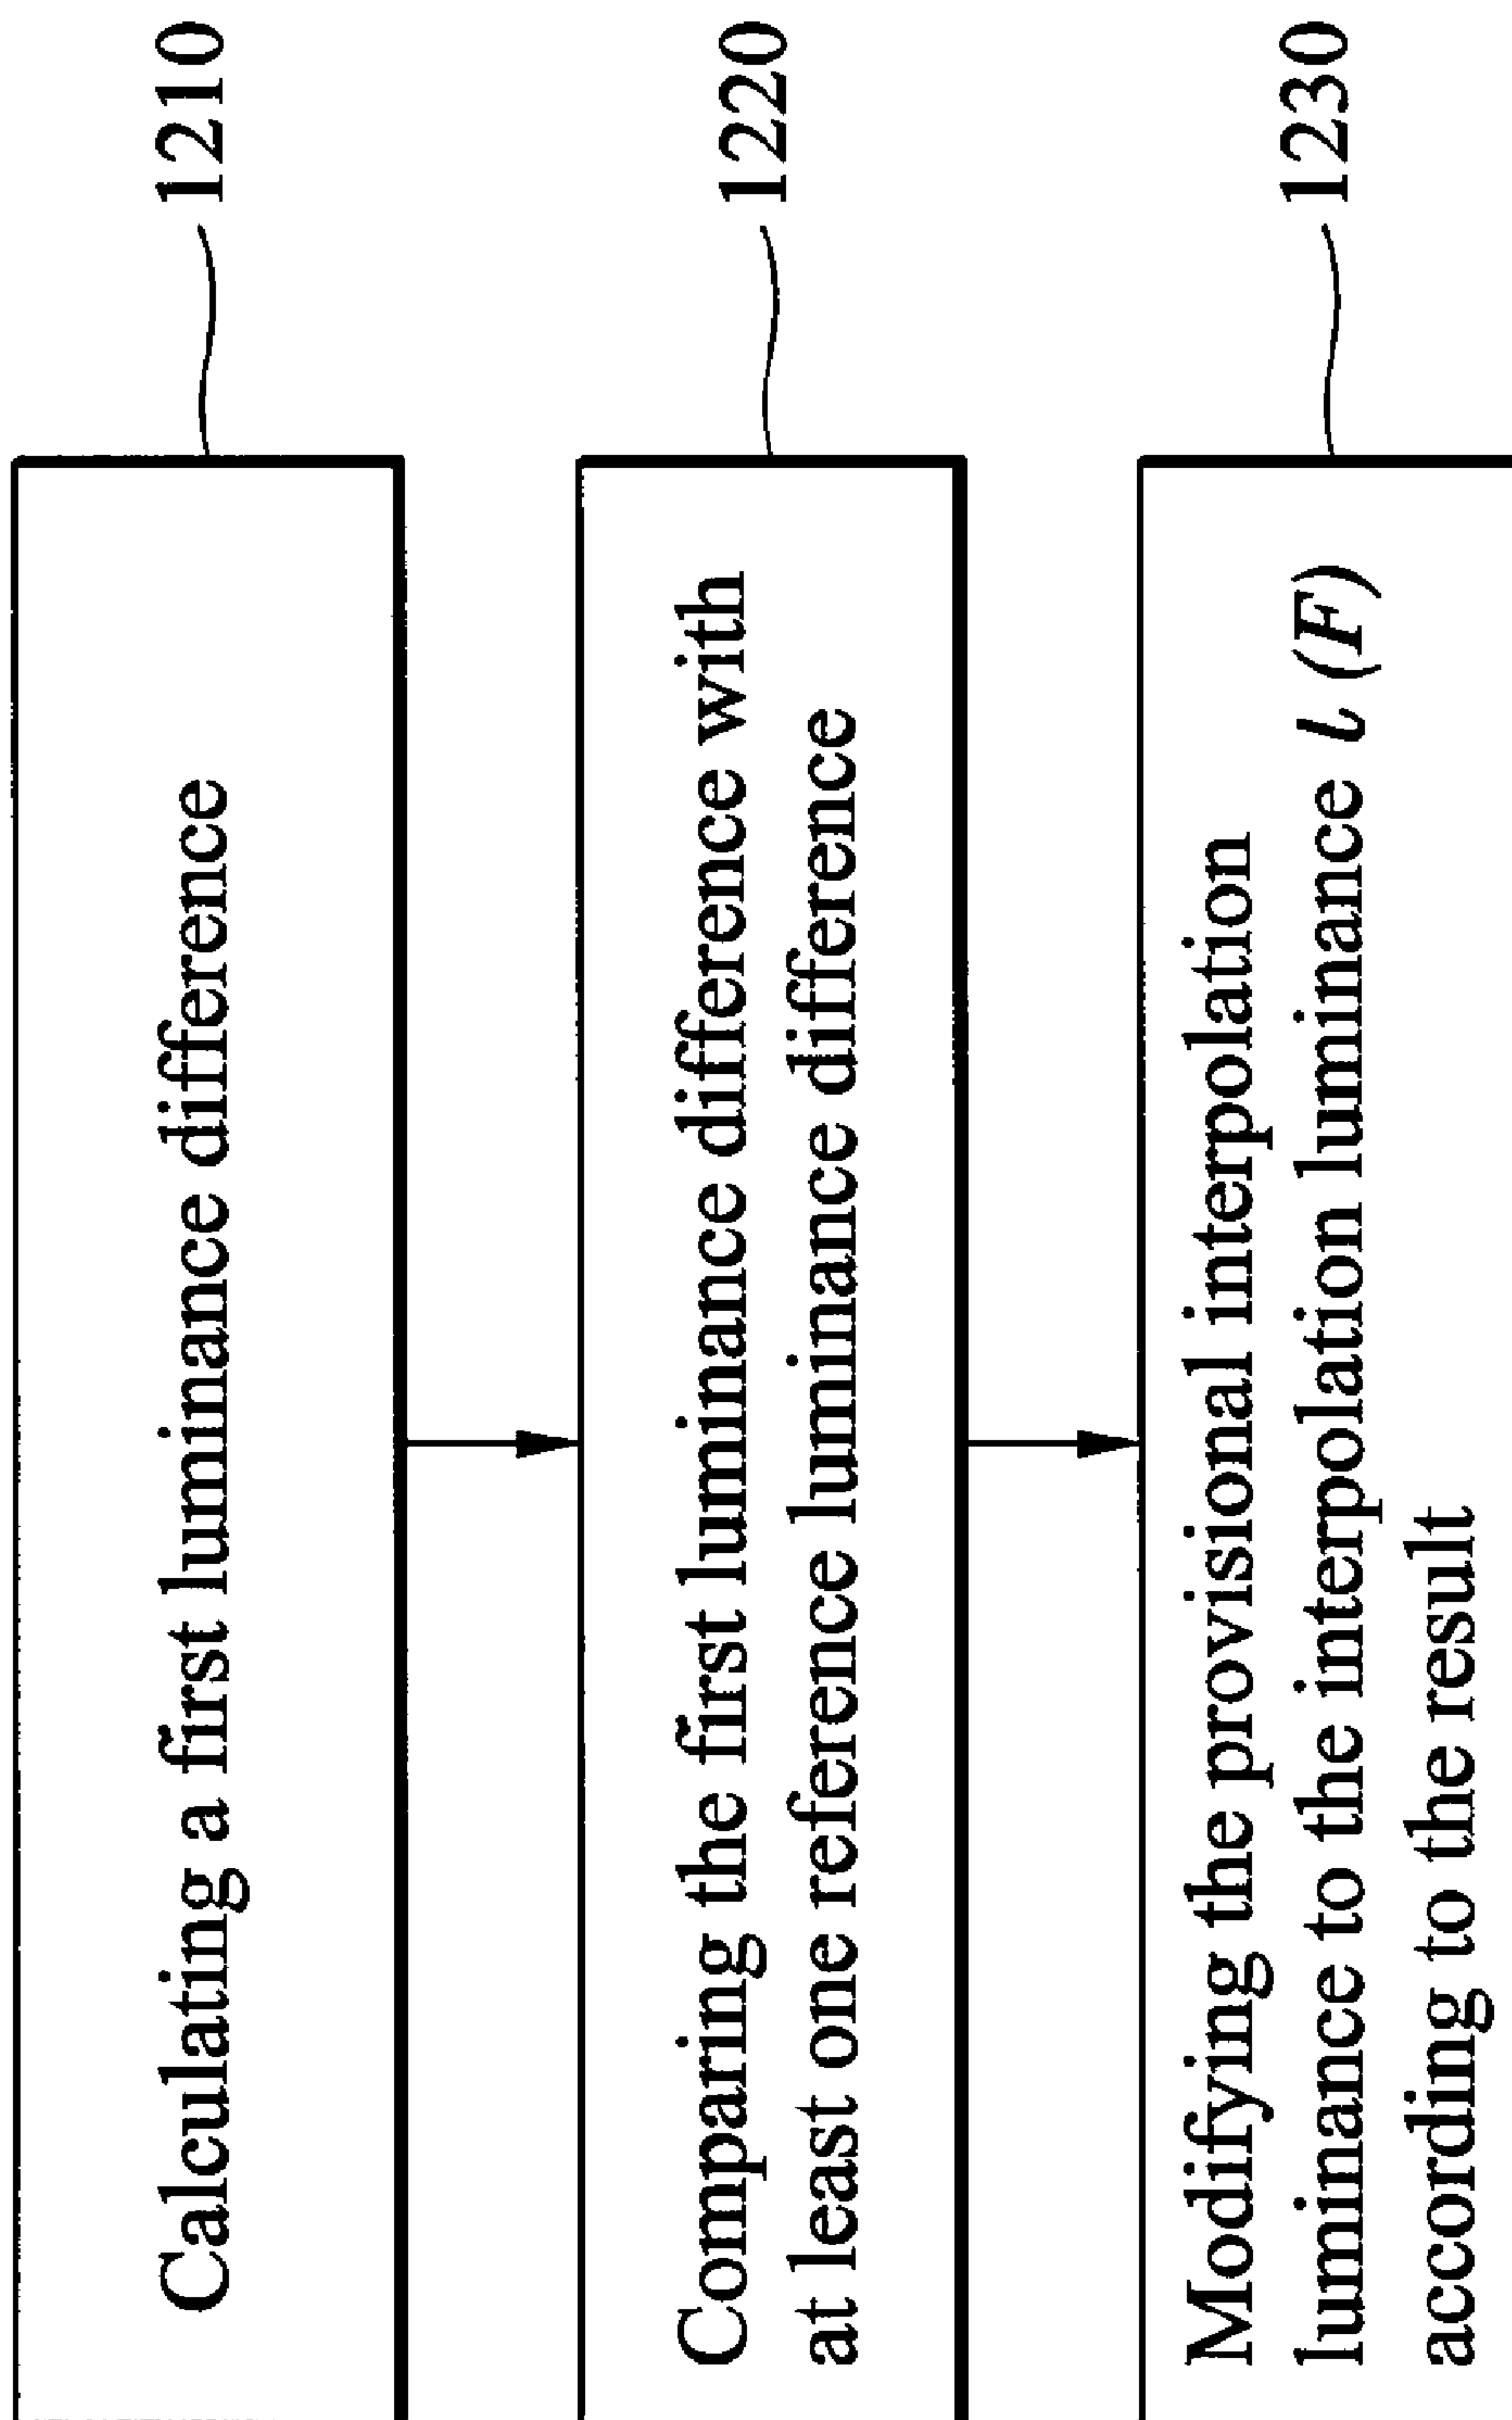 Calculating a first luminance difference
1210
Comparing the first luminance difference with
at least one reference luminance difference
1220
Modifying the provisional interpolation
luminance to the interpolation luminance ι (F)
according to the result
1230